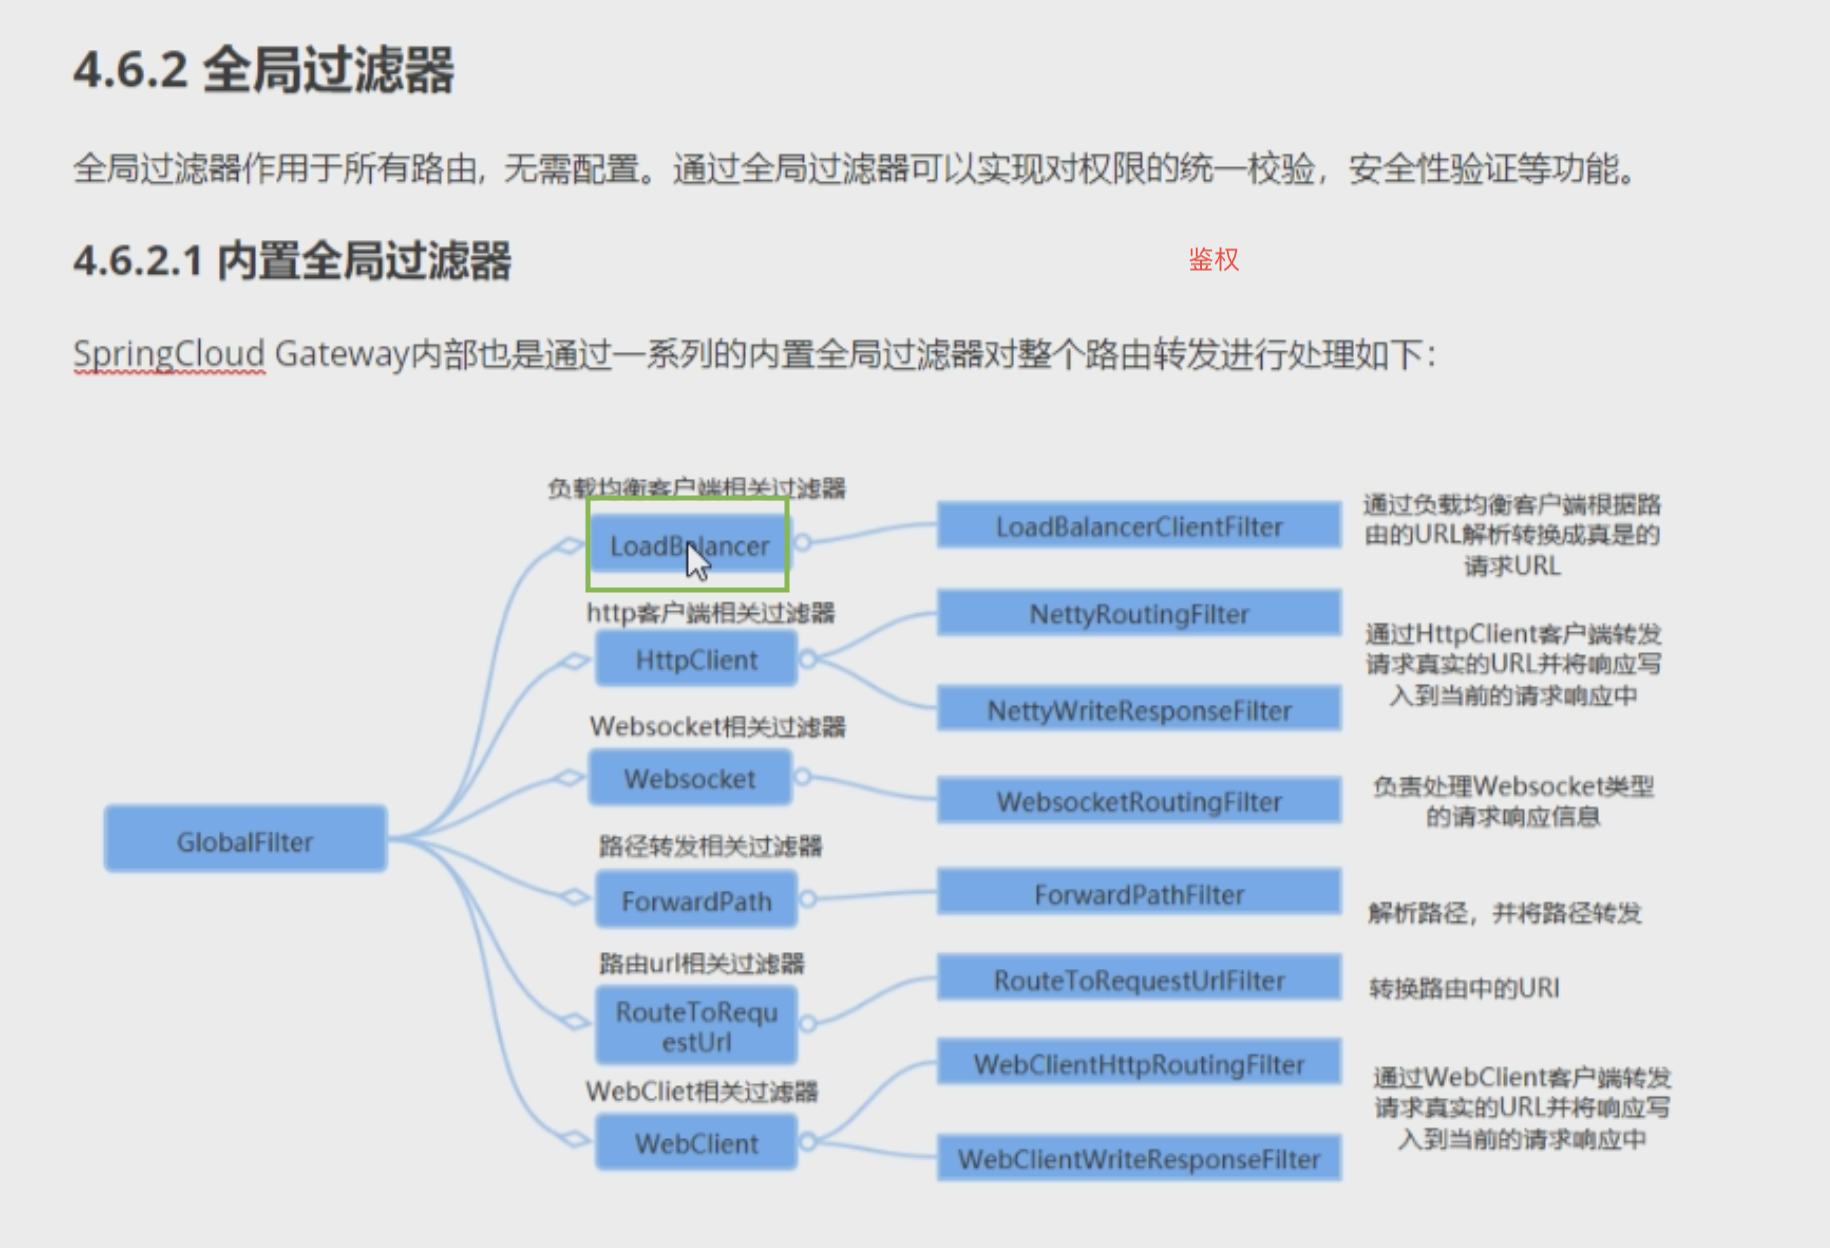 4.6.2 全局过滤器
全局过滤器作用于所有路由, 无需配置。通过全局过滤器可以实现对权限的统一校验，安全性验证等功能。
4.6.2.1 内置全局过滤器
鉴权
SpringCloud Gateway内部也是通过一系列的内置全局过滤器对整个路由转发进行处理如下：
GlobalFilter
负载均衡客户端相关过滤器
LoadBalancer
LoadBalancerClientFilter
通过负载均衡客户端根据路
由的URL解析转换成真是的
请求URL
http客户端相关过滤器
HttpClient
NettyRoutingFilter
NettyWriteResponseFilter
通过HttpClient客户端转发
请求真实的URL并将响应写
入到当前的请求响应中
Websocket相关过滤器
Websocket
WebsocketRoutingFilter
负责处理Websocket类型
的请求响应信息
路径转发相关过滤器
ForwardPath
ForwardPathFilter
解析路径，并将路径转发
路由url相关过滤器
RouteToRequ
estUrl
RouteToRequestUrlFilter
转换路由中的URI
WebCliet相关过滤器
WebClient
WebClientHttpRoutingFilter
WebClientWriteResponseFilter
通过WebClient客户端转发
请求真实的URL并将响应写
入到当前的请求响应中